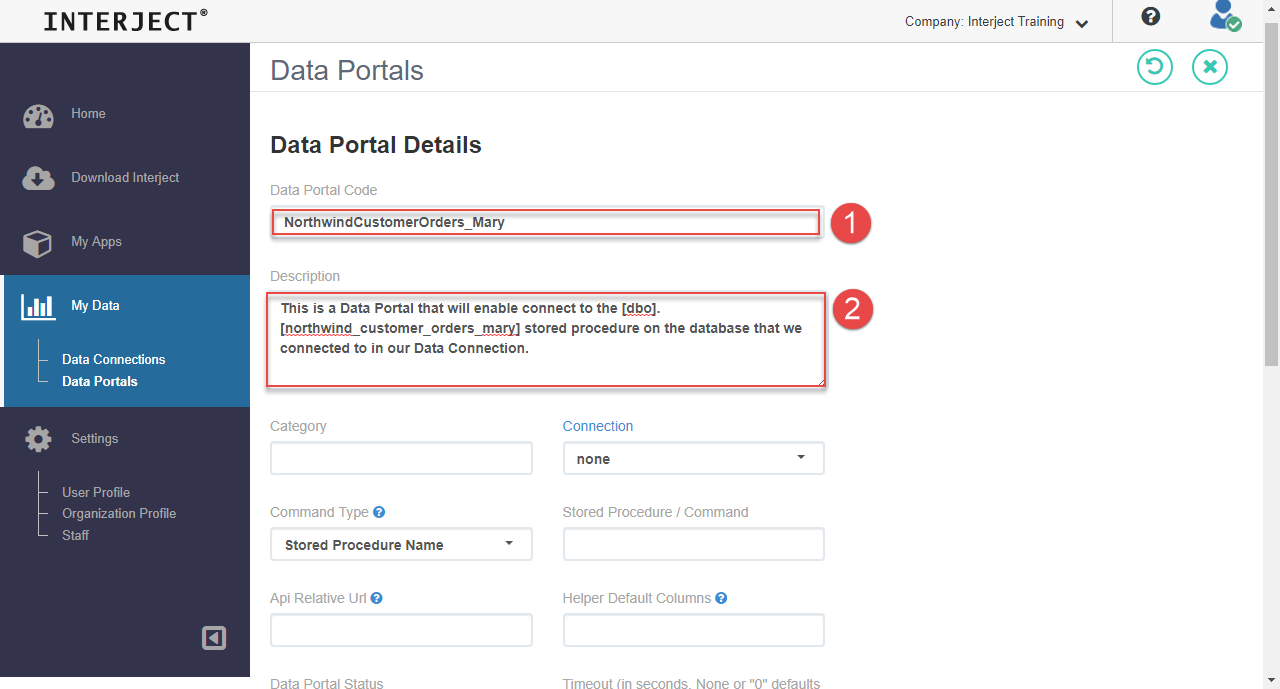 INTERJECT®
Company: Interject Training
Data Portals
Home
Download Interject
My Apps
My Data
Data Connections
Data Portals
Settings
User Profile
Organization Profile
Staff
Data Portal Details
Data Portal Code
NorthwindCustomerOrders_Mary
1
Description
This is a Data Portal that will enable connect to the [dbo].
[northwind_customer_orders_mary] stored procedure on the database that we
connected to in our Data Connection.
2
Category
Connection
none
Command Type
Stored Procedure / Command
Stored Procedure Name
Api Relative Url
Helper Default Columns
Data Portal Status
Timeout (in seconds, None or "0" defaults